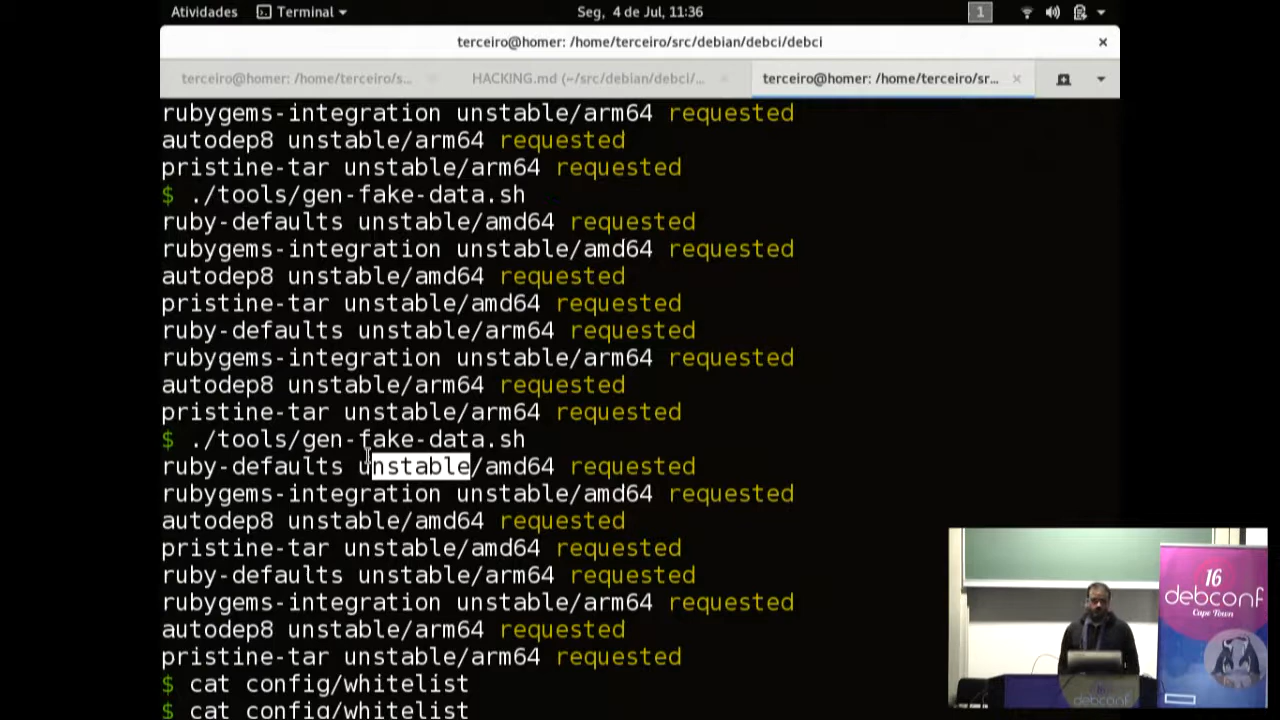 Atividades Terminal Seg, 4 de Jul, 11:36 1
terceiro@homer: /home/terceiro/src/debian/debci/debci
terceiro@homer: /home/terceiro/s... HACKING.md (~/src/debian/debci/... terceiro@homer: /home/terceiro/sr...
rubygems-integration unstable/arm64 requested
autodep8 unstable/arm64 requested
pristine-tar unstable/arm64 requested
$ ./tools/gen-fake-data.sh
ruby-defaults unstable/amd64 requested
rubygems-integration unstable/amd64 requested
autodep8 unstable/amd64 requested
pristine-tar unstable/amd64 requested
ruby-defaults unstable/arm64 requested
rubygems-integration unstable/arm64 requested
autodep8 unstable/arm64 requested
pristine-tar unstable/arm64 requested
$ ./tools/gen-fake-data.sh
ruby-defaults unstable/amd64 requested
rubygems-integration unstable/amd64 requested
autodep8 unstable/amd64 requested
pristine-tar unstable/amd64 requested
ruby-defaults unstable/arm64 requested
rubygems-integration unstable/arm64 requested
autodep8 unstable/arm64 requested
pristine-tar unstable/arm64 requested
$ cat config/whitelist
$ cat config/whitelist
16
debconf
Cape Town
debconf